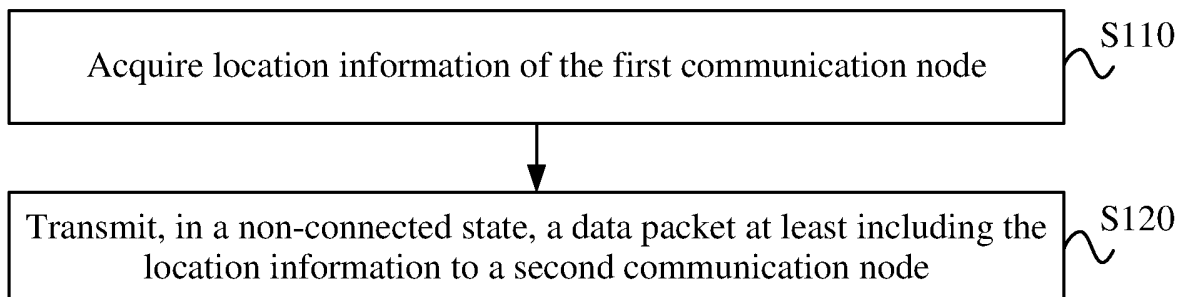 Acquire location information of the first communication node
S110
Transmit, in a non-connected state, a data packet at least including the
location information to a second communication node
S120